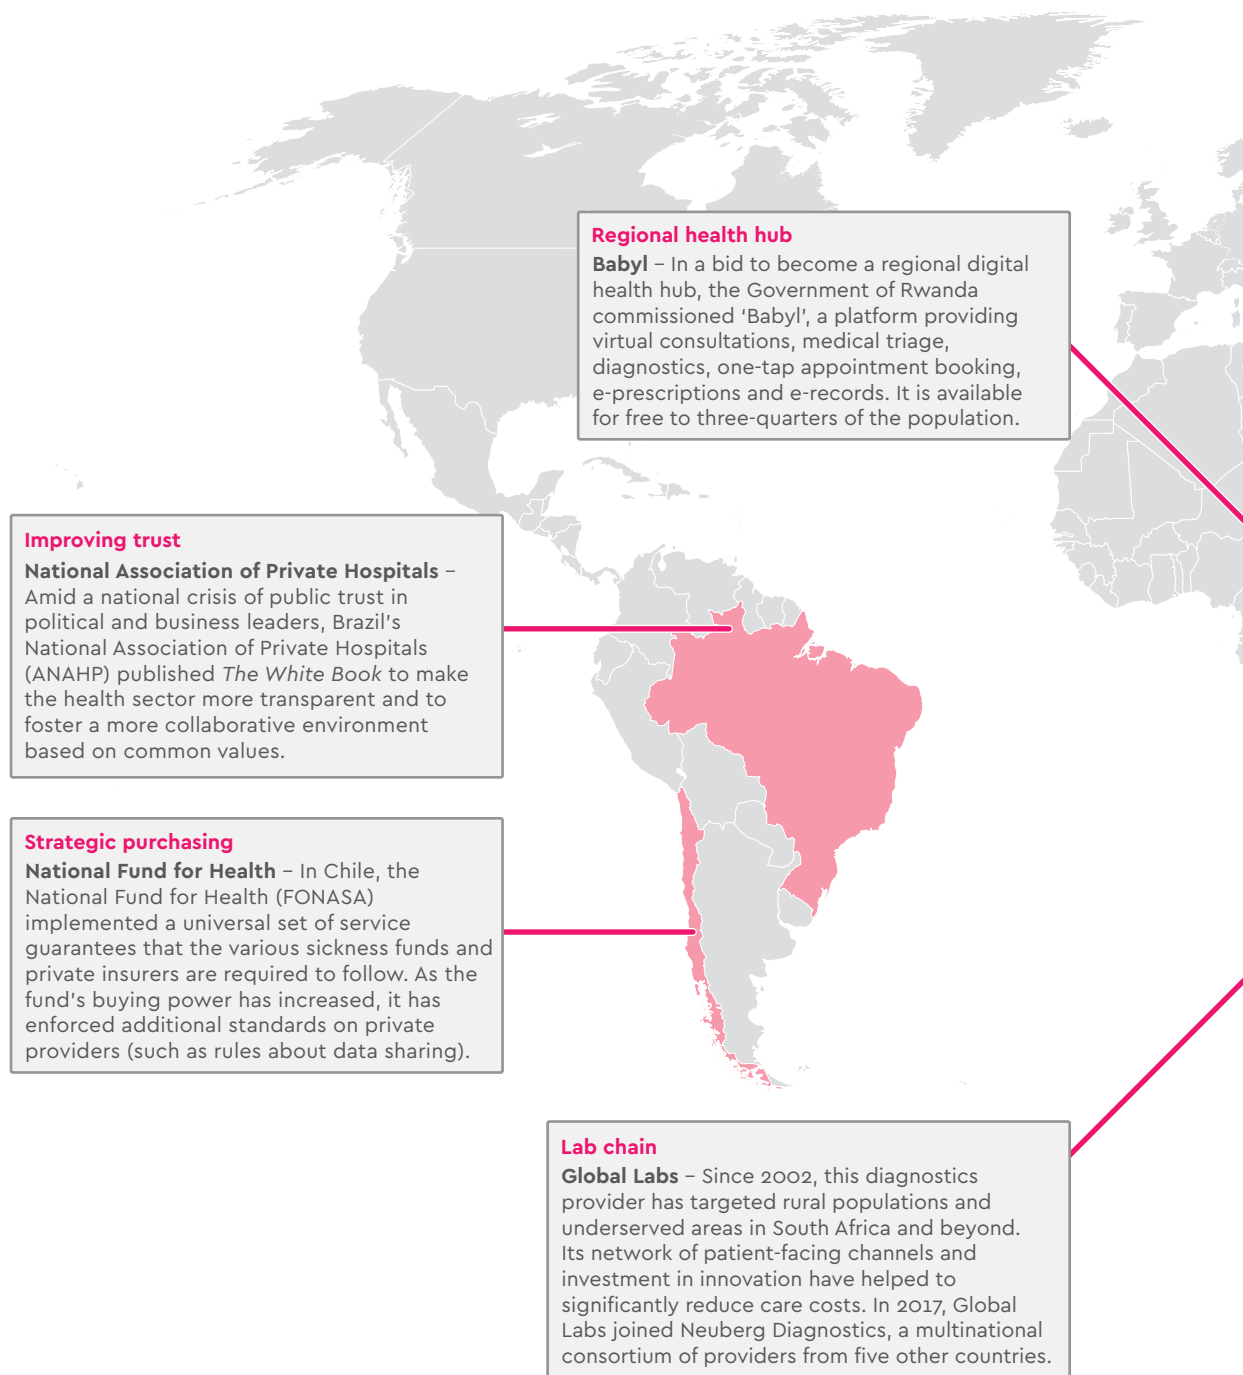 Regional health hub
Babyl – In a bid to become a regional digital
health hub, the Government of Rwanda
commissioned ‘Babyl’, a platform providing
virtual consultations, medical triage,
diagnostics, one-tap appointment booking,
e-prescriptions and e-records. It is available
for free to three-quarters of the population.
Improving trust
National Association of Private Hospitals –
Amid a national crisis of public trust in
political and business leaders, Brazil’s
National Association of Private Hospitals
(ANAHP) published The White Book to make
the health sector more transparent and to
foster a more collaborative environment
based on common values.
Strategic purchasing
National Fund for Health – In Chile, the
National Fund for Health (FONASA)
implemented a universal set of service
guarantees that the various sickness funds and
private insurers are required to follow. As the
fund’s buying power has increased, it has
enforced additional standards on private
providers (such as rules about data sharing).
Lab chain
Global Labs – Since 2002, this diagnostics
provider has targeted rural populations and
underserved areas in South Africa and beyond.
Its network of patient-facing channels and
investment in innovation have helped to
significantly reduce care costs. In 2017, Global
Labs joined Neuberg Diagnostics, a multinational
consortium of providers from five other countries.